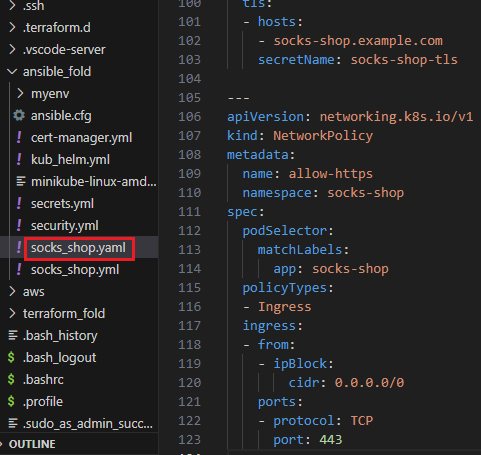 .ssh
.terraform.d
.vscode-server
ansible_fold
myenv
ansible.cfg
cert-manager.yml
kub_helm.yml
minikube-linux-amd...
secrets.yml
security.yml
socks_shop.yaml
socks_shop.yml
aws
terraform_fold
.bash_history
.bash_logout
.bashrc
.profile
.sudo_as_admin_succ...
OUTLINE
100 tls:
101 - hosts:
102 - socks-shop.example.com
103 secretName: socks-shop-tls
104
105 ---
106 apiVersion: networking.k8s.io/v1
107 kind: NetworkPolicy
108 metadata:
109 name: allow-https
110 namespace: socks-shop
111 spec:
112 podSelector:
113 matchLabels:
114 app: socks-shop
115 policyTypes:
116 - Ingress
117 ingress:
118 - from:
119 - ipBlock:
120 cidr: 0.0.0.0/0
121 ports:
122 - protocol: TCP
123 port: 443